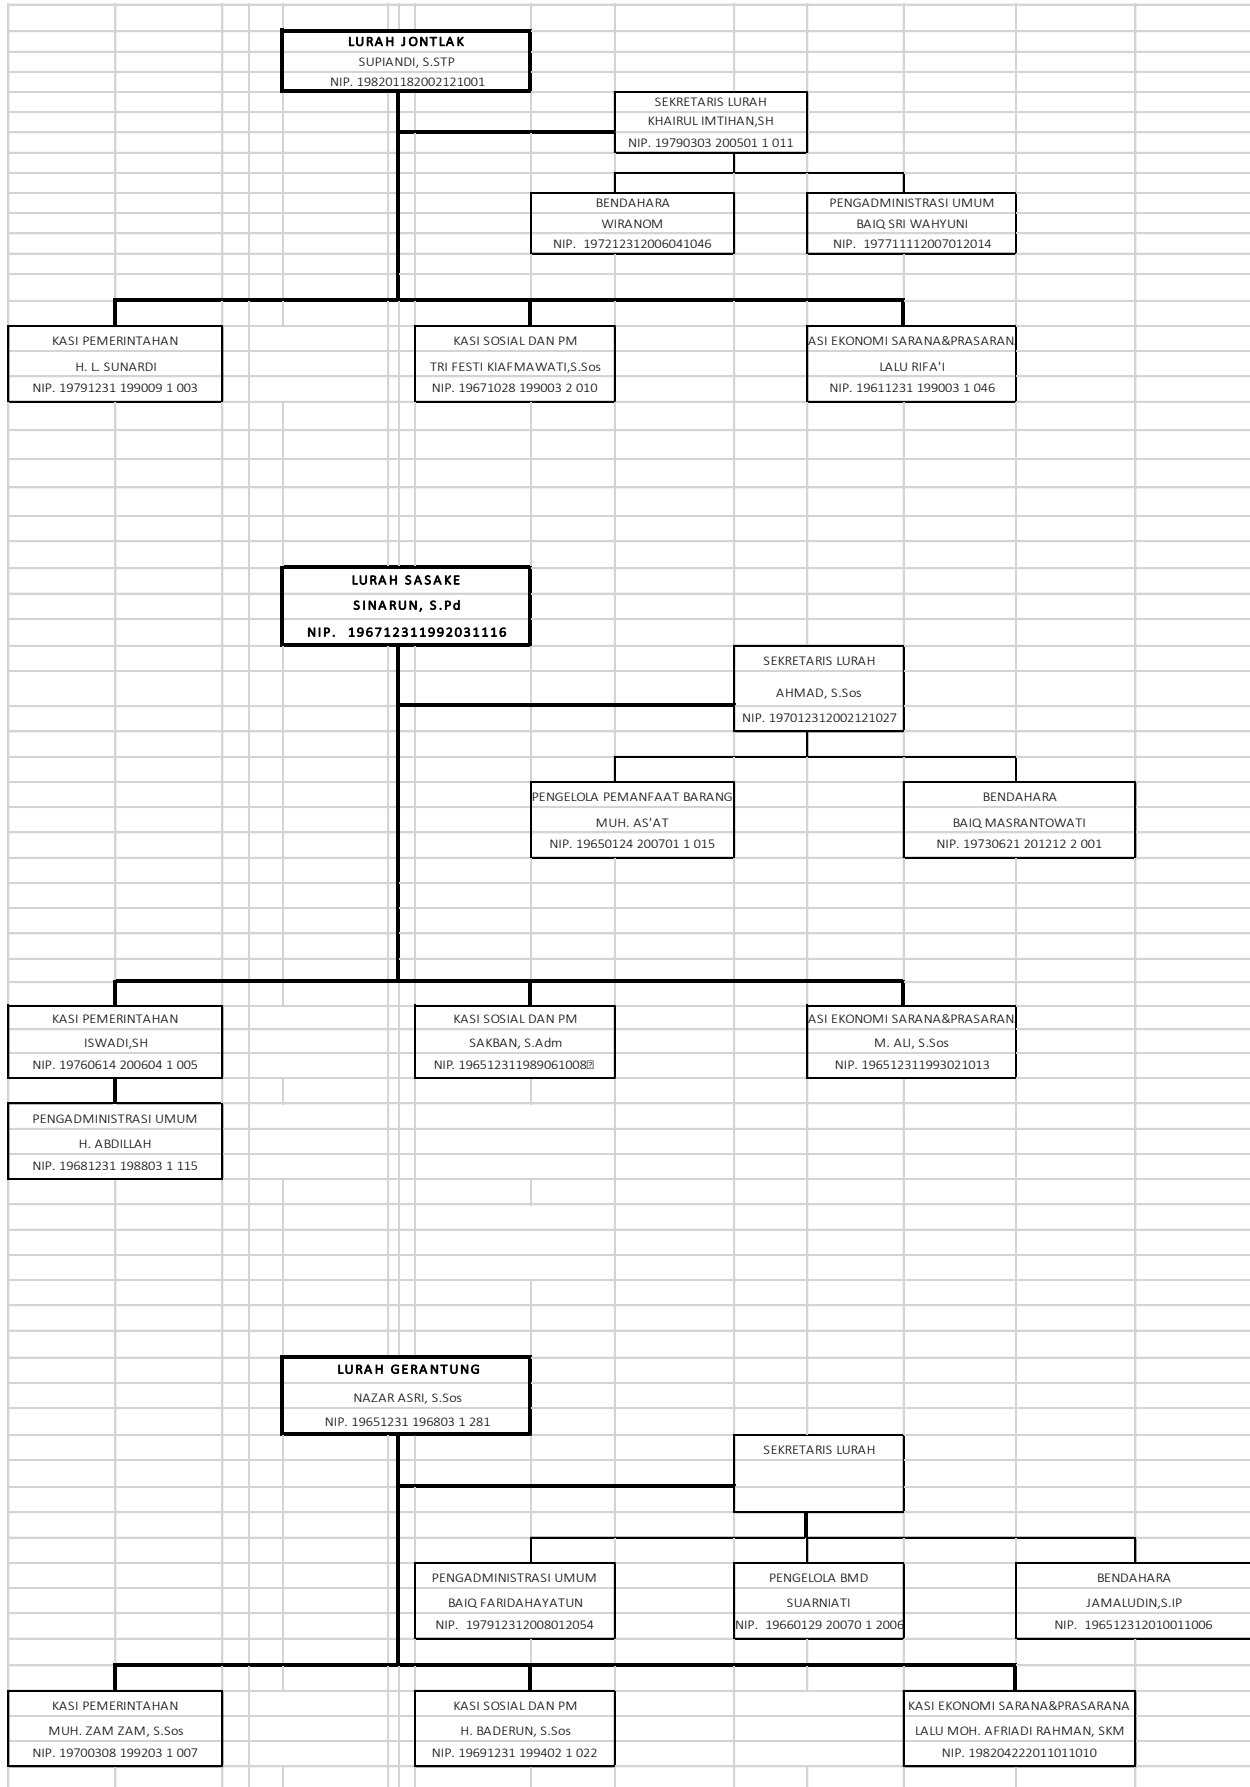 LURAH JONTLAK
SUPIANDI, S.STP
NIP. 198201182002121001
SEKRETARIS LURAH
KHAIRUL IMTIHAN,SH
NIP. 19790303 200501 1 011
BENDAHARA
WIRANOM
NIP. 197212312006041046
PENGADMINISTRASI UMUM
BAIQ SRI WAHYUNI
NIP. 197711112007012014
KASI PEMERINTAHAN
H. L. SUNARDI
NIP. 19791231 199009 1 003
KASI SOSIAL DAN PM
TRI FESTI KIAFMAWATI,S.Sos
NIP. 19671028 199003 2 010
ASI EKONOMI SARANA&PRASARAN
LALU RIFA'I
NIP. 19611231 199003 1 046
LURAH SASAKE
SINARUN, S.Pd
NIP. 196712311992031116
SEKRETARIS LURAH
AHMAD, S.Sos
NIP. 197012312002121027
PENGELOLA PEMANFAAT BARANG
MUH. AS'AT
NIP. 19650124 200701 1 015
BENDAHARA
BAIQ MASRANTOWATI
NIP. 19730621 201212 2 001
KASI PEMERINTAHAN
ISWADI,SH
NIP. 19760614 200604 1 005
KASI SOSIAL DAN PM
SAKBAN, S.Adm
NIP. 196512311989061008
ASI EKONOMI SARANA&PRASARAN
M. ALI, S.Sos
NIP. 196512311993021013
PENGADMINISTRASI UMUM
H. ABDILLAH
NIP. 19681231 198803 1 115
LURAH GERANTUNG
NAZAR ASRI, S.Sos
NIP. 19651231 196803 1 281
SEKRETARIS LURAH
PENGADMINISTRASI UMUM
BAIQ FARIDAHAYATUN
NIP. 197912312008012054
PENGELOLA BMD
SUARNIATI
NIP. 19660129 20070 1 2006
BENDAHARA
JAMALUDIN,S.IP
NIP. 196512312010011006
KASI PEMERINTAHAN
MUH. ZAM ZAM, S.Sos
NIP. 19700308 199203 1 007
KASI SOSIAL DAN PM
H. BADERUN, S.Sos
NIP. 19691231 199402 1 022
KASI EKONOMI SARANA&PRASARANA
LALU MOH. AFRIADI RAHMAN, SKM
NIP. 198204222011011010